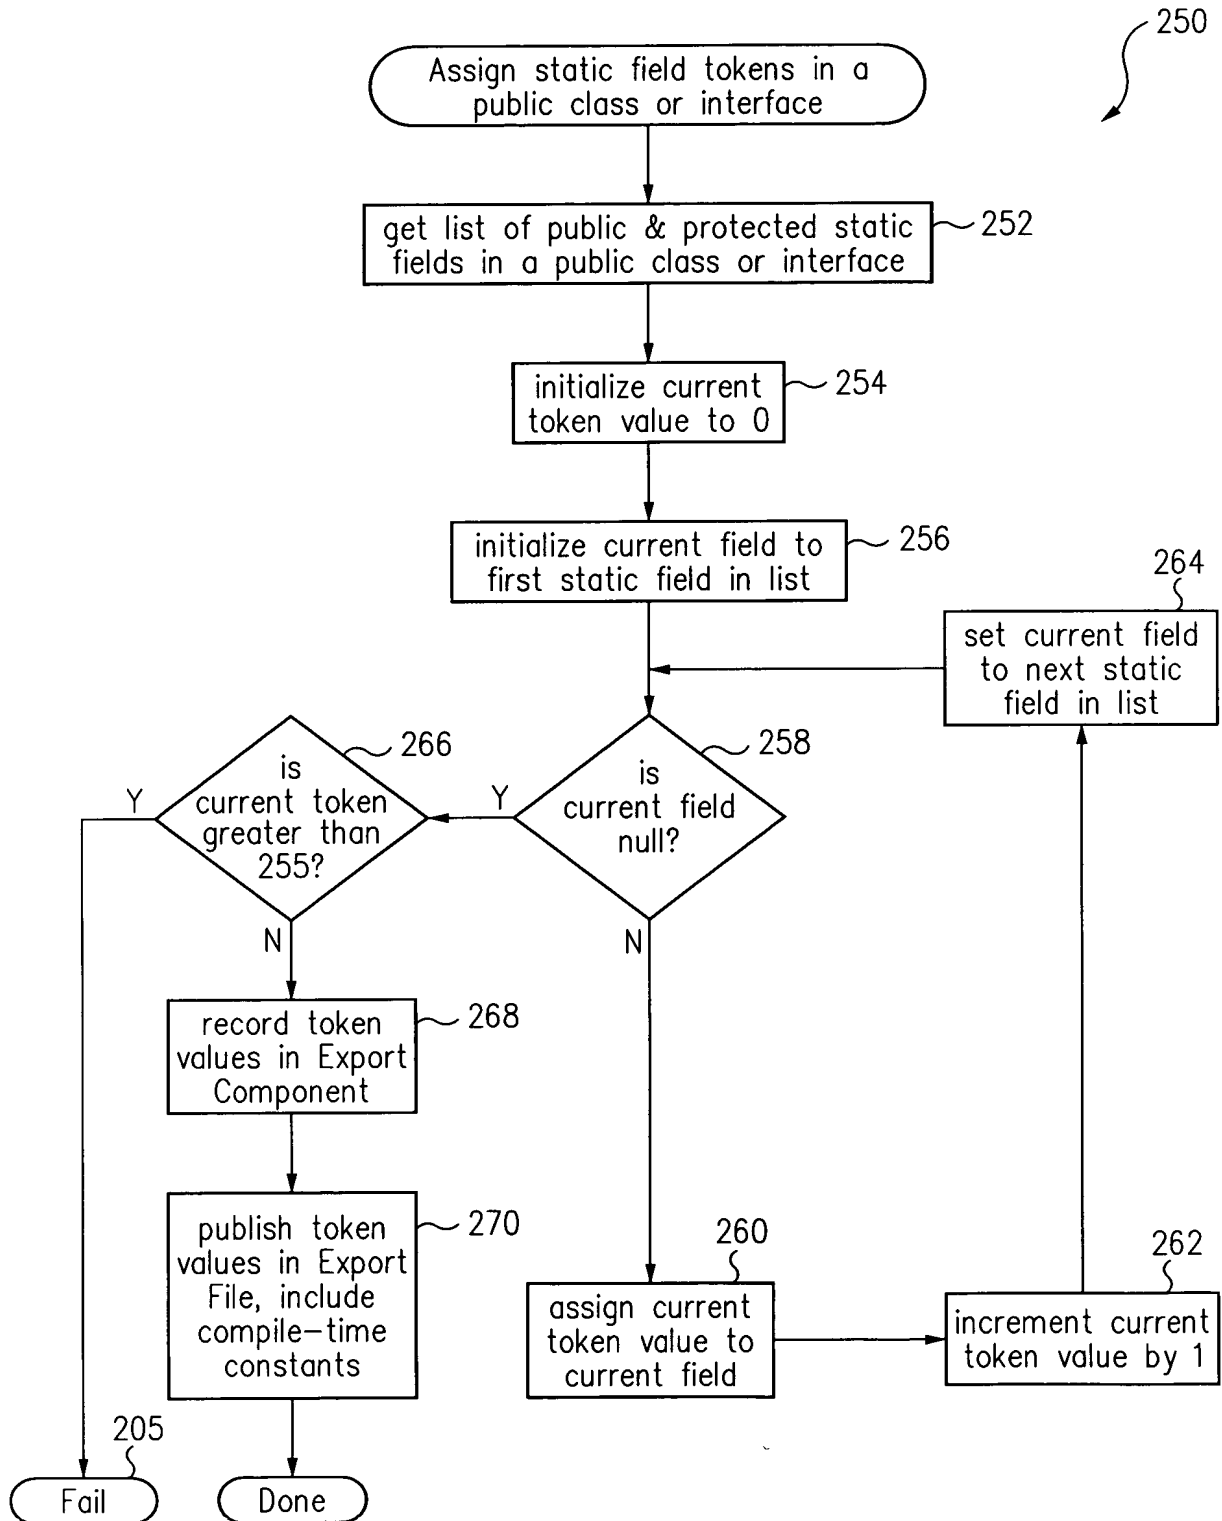 250
Assign static field tokens in a
public class or interface
get list of public & protected static
fields in a public class or interface
252
initialize current
token value to 0
254
initialize current field to
first static field in list
256
264
set current field
to next static
field in list
266
is
current token
greater than
255?
Y
N
258
is
current field
null?
Y
N
record token
values in Export
Component
268
publish token
values in Export
File, include
compile-time
constants
270
260
assign current
token value to
current field
262
increment current
token value by 1
205
Fail
Done